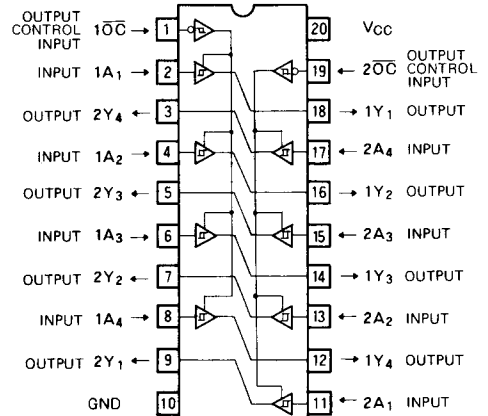 OUTPUT
CONTROL 1O̅C̅ →
INPUT
1
INPUT 1A₁ → 2
OUTPUT 2Y₄ ← 3
INPUT 1A₂ → 4
OUTPUT 2Y₃ ← 5
INPUT 1A₃ → 6
OUTPUT 2Y₂ ← 7
INPUT 1A₄ → 8
OUTPUT 2Y₁ ← 9
GND 10
20 VCC
OUTPUT
19 ← 2O̅C̅ CONTROL
INPUT
18 → 1Y₁ OUTPUT
17 ← 2A₄ INPUT
16 → 1Y₂ OUTPUT
15 ← 2A₃ INPUT
14 → 1Y₃ OUTPUT
13 ← 2A₂ INPUT
12 → 1Y₄ OUTPUT
11 ← 2A₁ INPUT